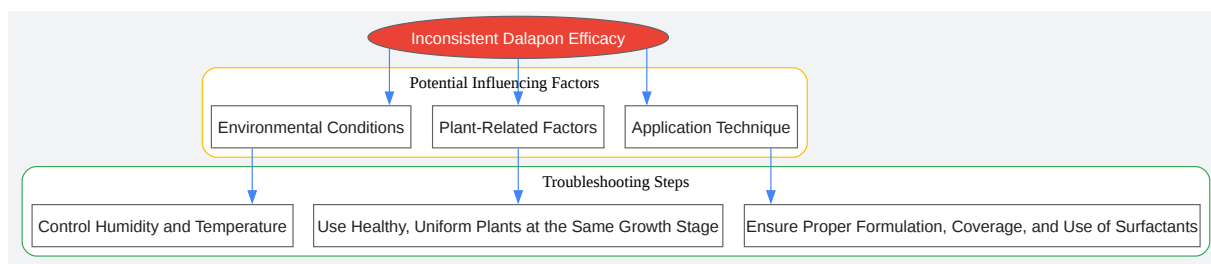 Inconsistent Dalapon Efficacy
Potential Influencing Factors
Environmental Conditions
Plant-Related Factors
Application Technique
Troubleshooting Steps
Control Humidity and Temperature
Use Healthy, Uniform Plants at the Same Growth Stage
Ensure Proper Formulation, Coverage, and Use of Surfactants